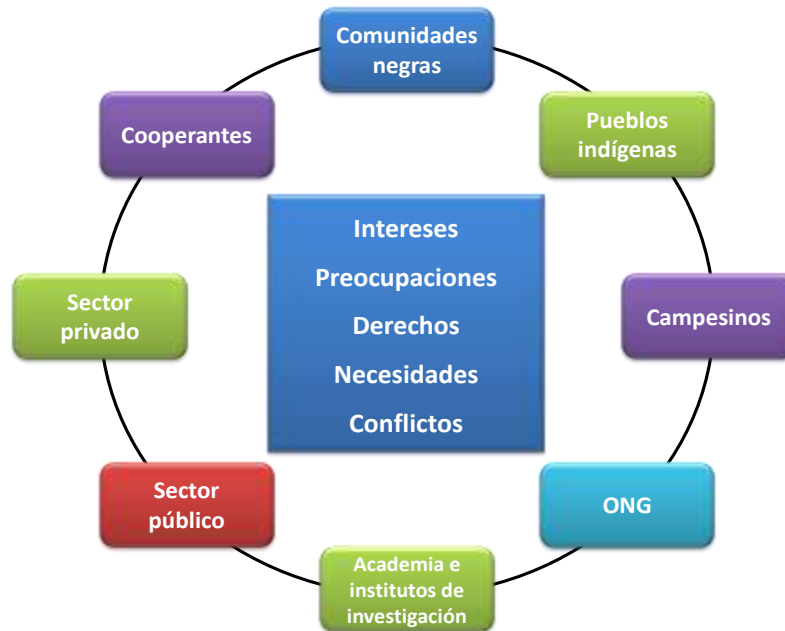 Comunidades
negras
Pueblos
indígenas
Campesinos
ONG
Academia e
institutos de
investigación
Sector
público
Sector
privado
Cooperantes
Intereses
Preocupaciones
Derechos
Necesidades
Conflictos